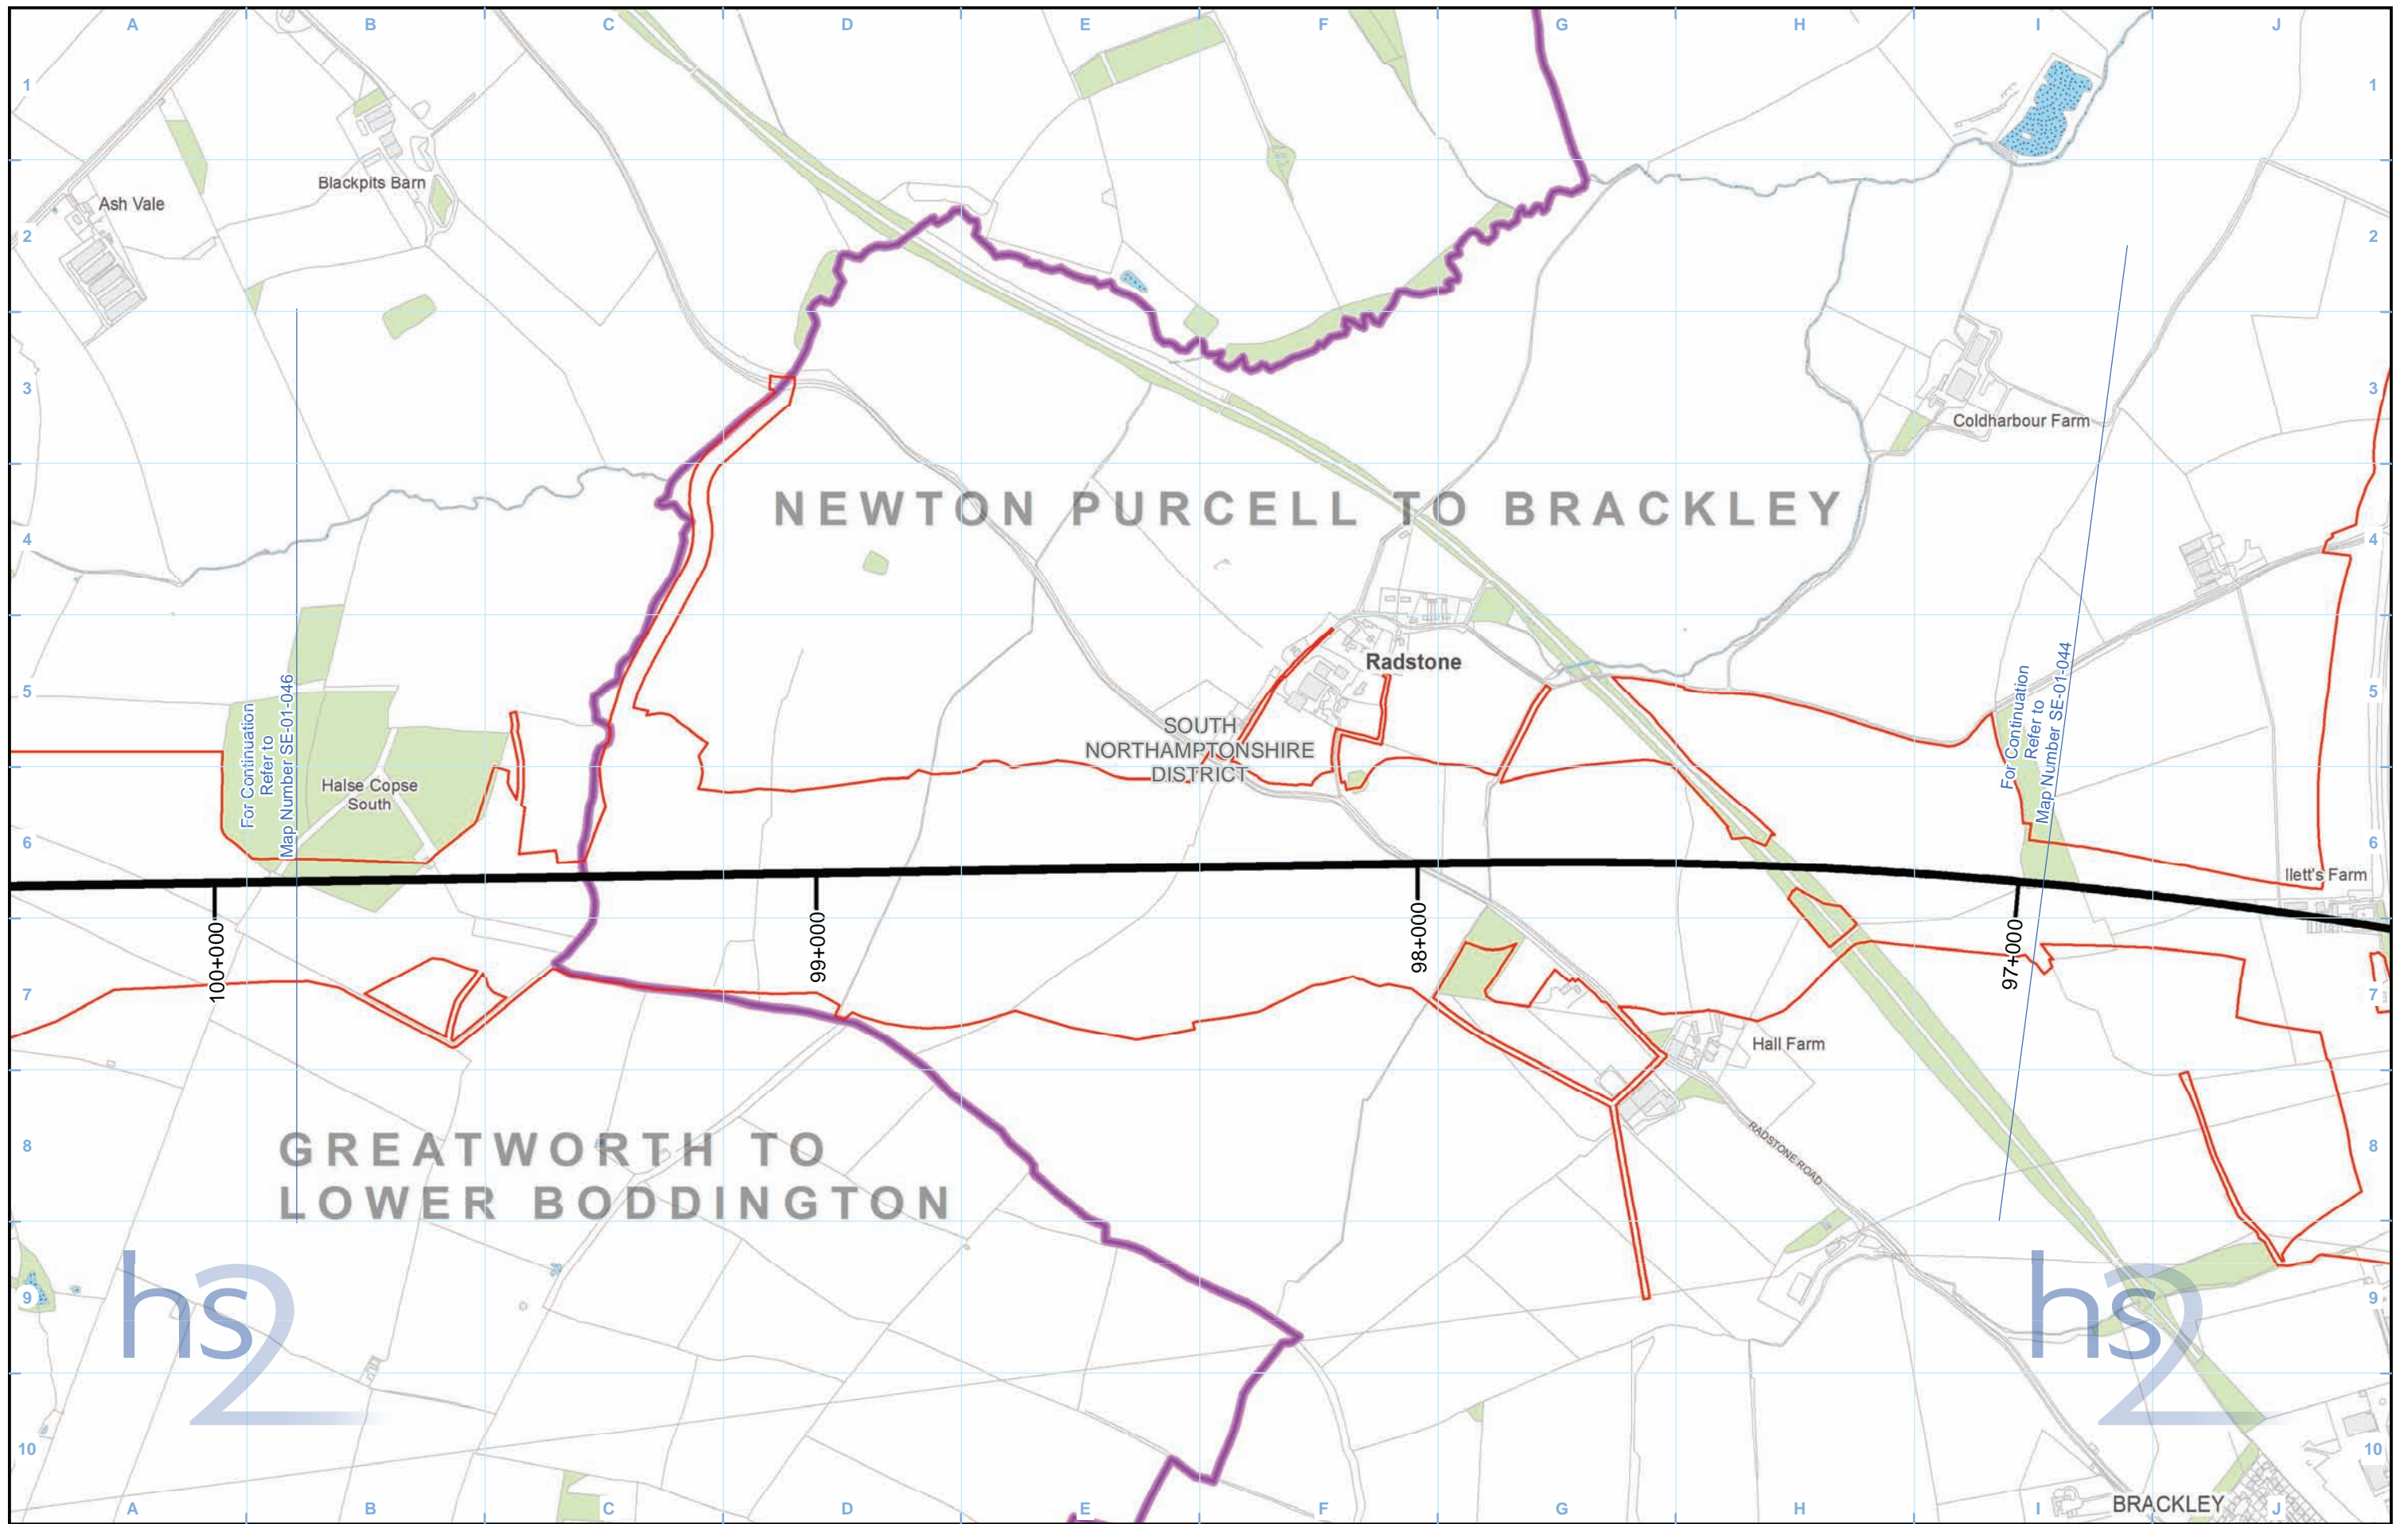 A B C D E F G H I J
1 1
Blackpits Barn
Ash Vale
2 2
3 3
Coldharbour Farm
NEWTON PURCELL TO BRACKLEY
4 4
Radstone
5 5
SOUTH
NORTHAMPTONSHIRE
DISTRICT
For Continuation
Refer to
Map Number SE-01-046
For Continuation
Refer to
Map Number SE-01-044
Halse Copse
South
6 6
Ilett's Farm
100+000
99+000
98+000
97+000
7 7
Hall Farm
RADSTONE ROAD
8 8
GREATWORTH TO
LOWER BODDINGTON
9 9
hs2
hs2
10 10
BRACKLEY
A B C D E F G H I J